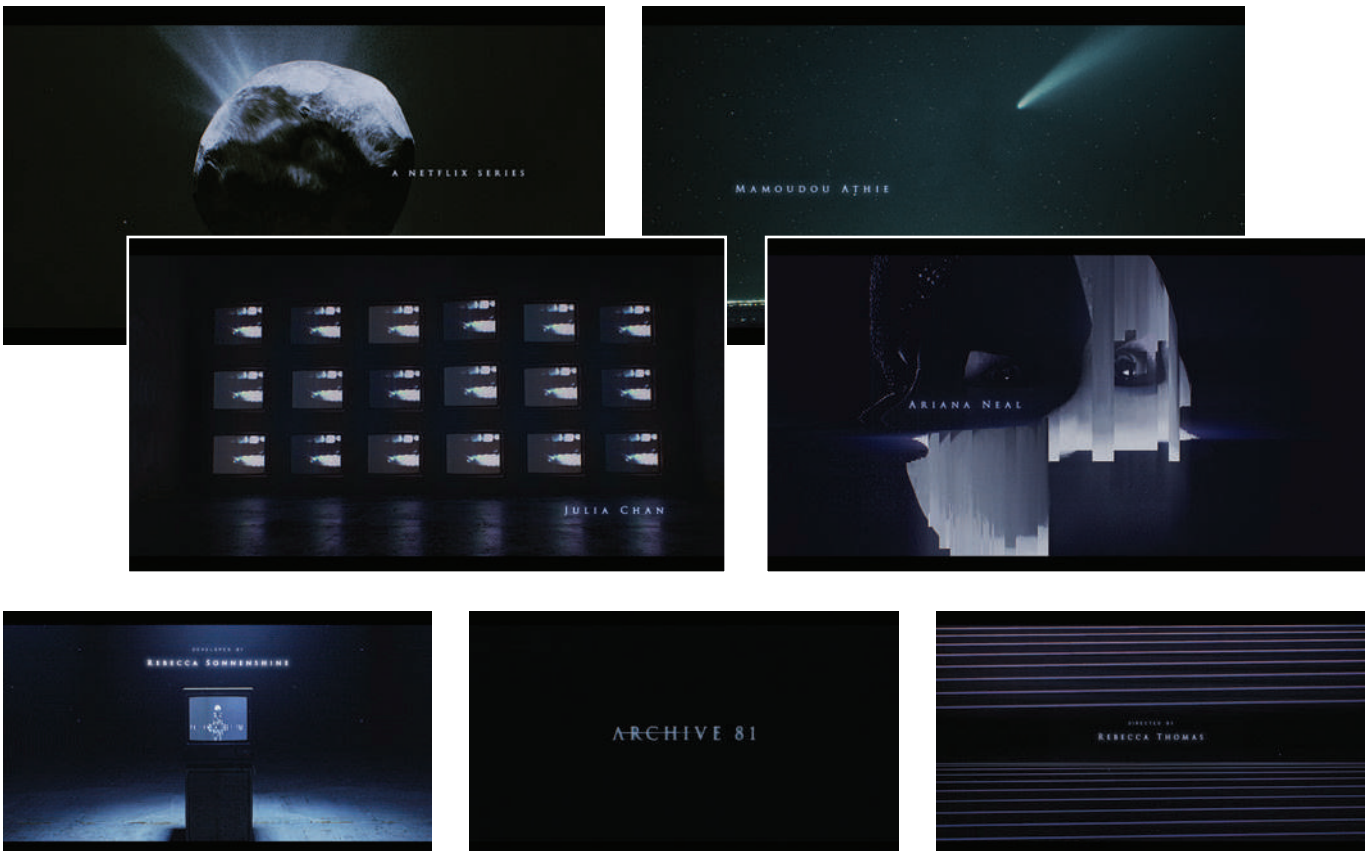 A NETFLIX SERIES
MAMOUDOU ATHIE
JULIA CHAN
ARIANA NEAL
DEVELOPED BY
REBECCA SONNENSHINE
ARCHIVE 81
DIRECTED BY
REBECCA THOMAS